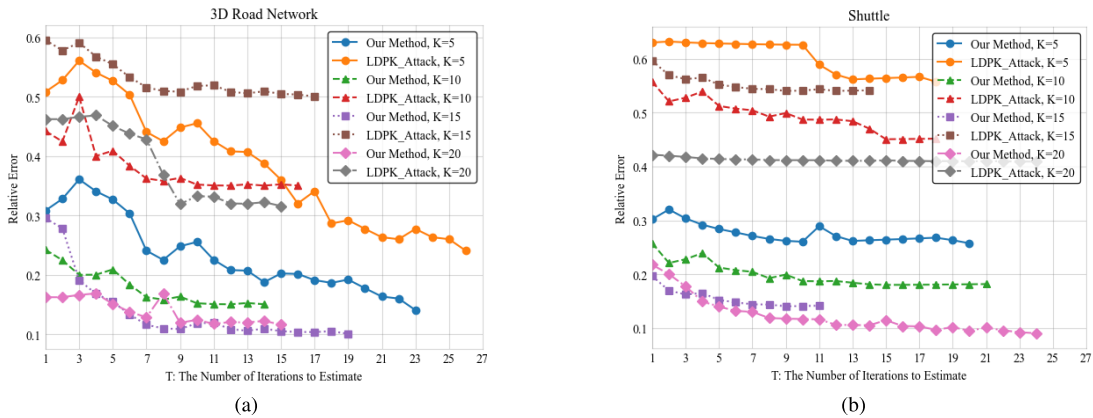 3D Road Network
0.6
0.5
0.4
0.3
0.2
0.1
Relative Error
Our Method, K=5
LDPK_Attack, K=5
Our Method, K=10
LDPK_Attack, K=10
Our Method, K=15
LDPK_Attack, K=15
Our Method, K=20
LDPK_Attack, K=20
1 3 5 7 9 11 13 15 17 19 21 23 25 27
T: The Number of Iterations to Estimate
(a)
Shuttle
0.6
0.5
0.4
0.3
0.2
0.1
Relative Error
Our Method, K=5
LDPK_Attack, K=5
Our Method, K=10
LDPK_Attack, K=10
Our Method, K=15
LDPK_Attack, K=15
Our Method, K=20
LDPK_Attack, K=20
1 3 5 7 9 11 13 15 17 19 21 23 25 27
T: The Number of Iterations to Estimate
(b)